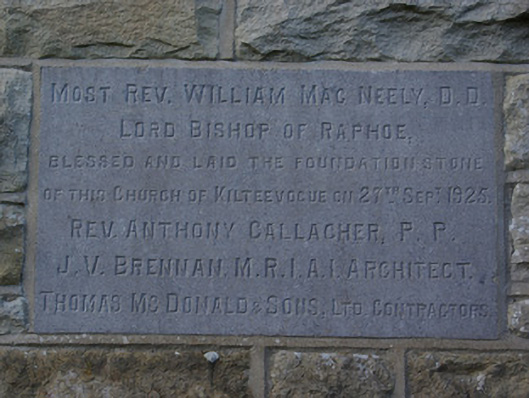 MOST REV. WILLIAM MAC NEELY, D.D.
LORD BISHOP OF RAPHOE,
BLESSED AND LAID THE FOUNDATION STONE
OF THIS CHURCH OF KILTEEVOGUE ON 27TH SEPT 1925.
REV. ANTHONY GALLAGHER, P. P.
J. V. BRENNAN, M.R.I.A.I. ARCHITECT.
THOMAS MC DONALD & SONS, LTD. CONTRACTORS.